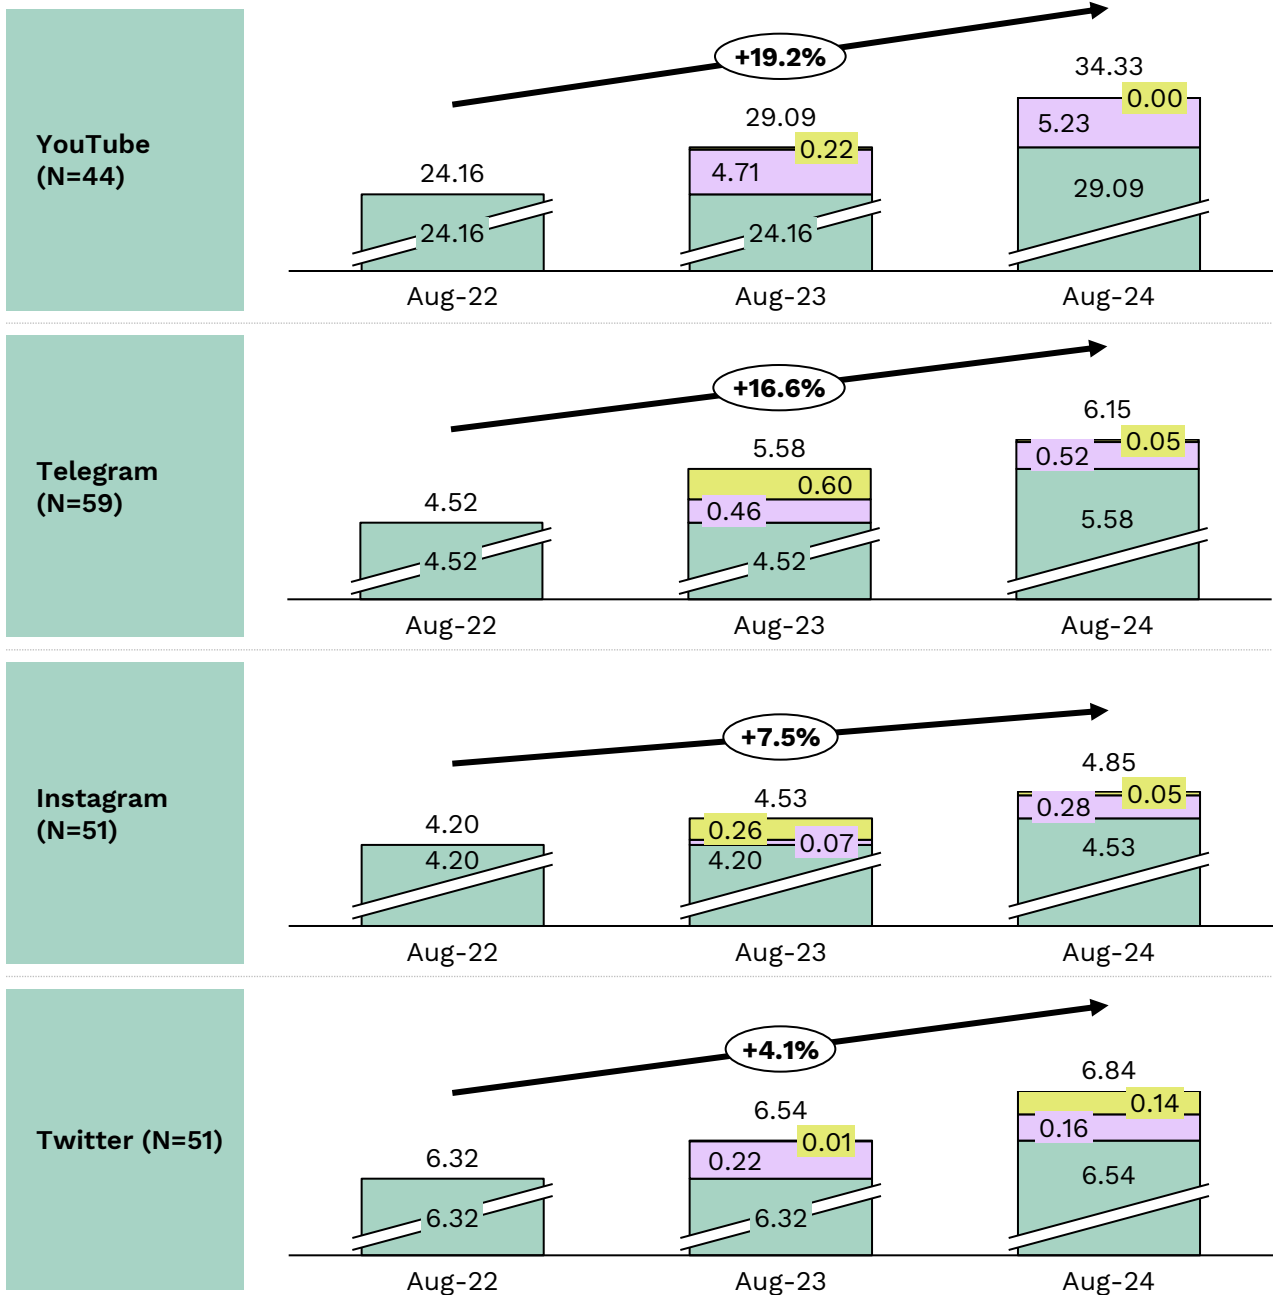 YouTube
(N=44)
+19.2%
24.16
24.16
29.09
0.22
4.71
24.16
34.33
0.00
5.23
29.09
Aug-22
Aug-23
Aug-24
Telegram
(N=59)
+16.6%
4.52
4.52
5.58
0.60
0.46
4.52
6.15
0.05
0.52
5.58
Aug-22
Aug-23
Aug-24
Instagram
(N=51)
+7.5%
4.20
4.20
4.53
0.26
0.07
4.20
4.85
0.05
0.28
4.53
Aug-22
Aug-23
Aug-24
Twitter (N=51)
+4.1%
6.32
6.32
6.54
0.01
0.22
6.32
6.84
0.14
0.16
6.54
Aug-22
Aug-23
Aug-24